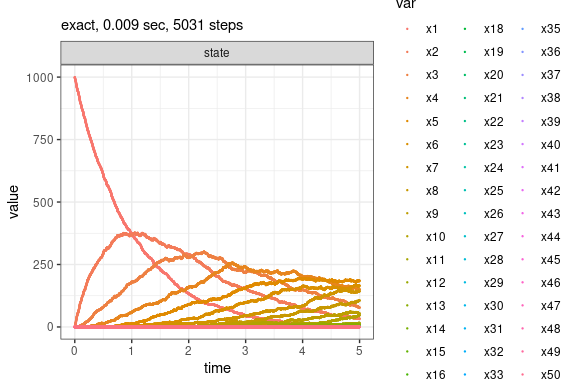 var
exact, 0.009 sec, 5031 steps
state
value
1000
750
500
250
0
0 1 2 3 4 5
time
x1 x18 x35
x2 x19 x36
x3 x20 x37
x4 x21 x38
x5 x22 x39
x6 x23 x40
x7 x24 x41
x8 x25 x42
x9 x26 x43
x10 x27 x44
x11 x28 x45
x12 x29 x46
x13 x30 x47
x14 x31 x48
x15 x32 x49
x16 x33 x50